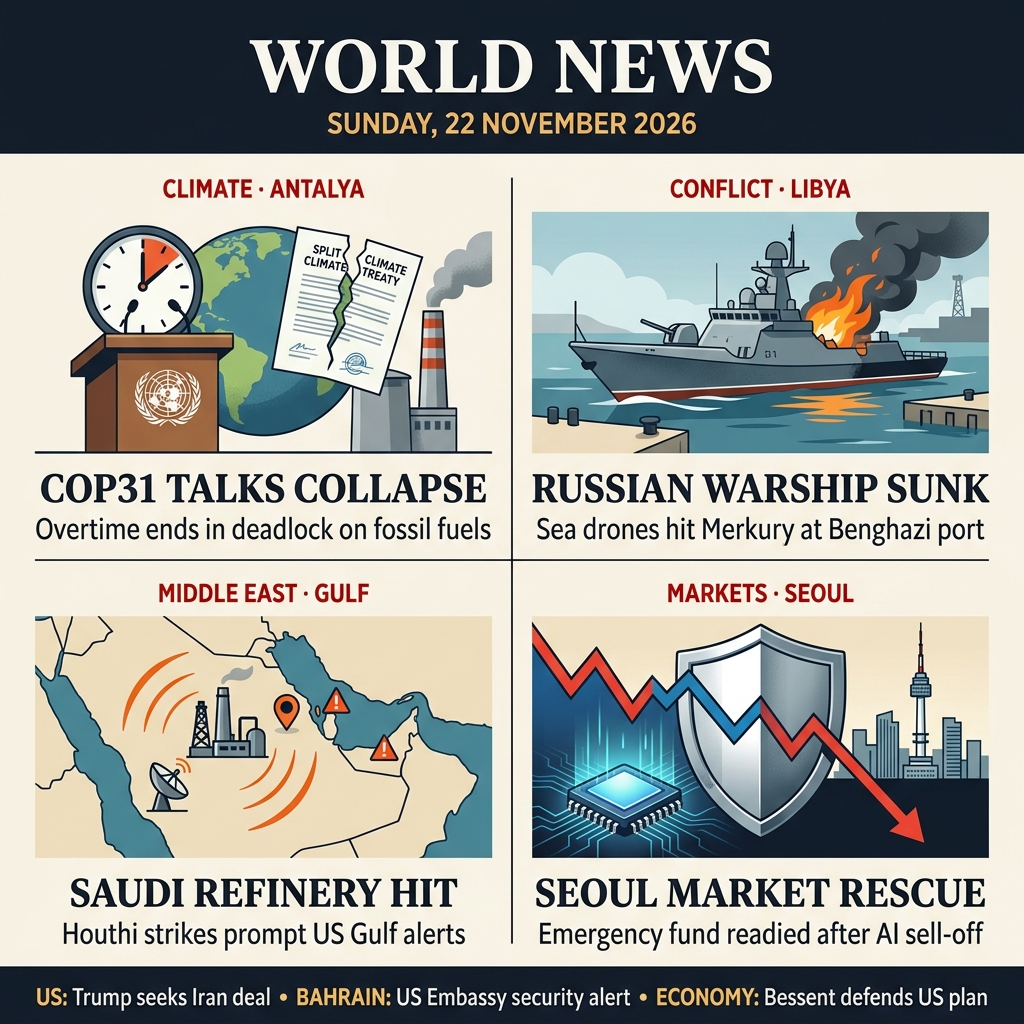 WORLD NEWS
SUNDAY, 22 NOVEMBER 2026
CLIMATE · ANTALYA
SPLIT
CLIMATE
CLIMATE
TREATY
COP31 TALKS COLLAPSE
Overtime ends in deadlock on fossil fuels
CONFLICT · LIBYA
31
RUSSIAN WARSHIP SUNK
Sea drones hit Merkury at Benghazi port
MIDDLE EAST · GULF
SAUDI REFINERY HIT
Houthi strikes prompt US Gulf alerts
MARKETS · SEOUL
SEOUL MARKET RESCUE
Emergency fund readied after AI sell-off
US: Trump seeks Iran deal • BAHRAIN: US Embassy security alert • ECONOMY: Bessent defends US plan